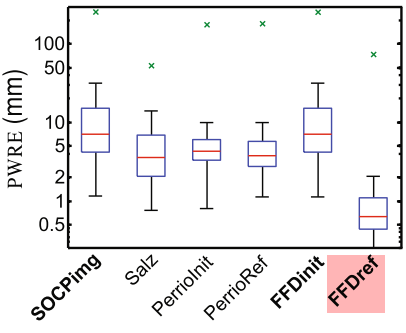 PWRE (mm)
100
50
10
5
2
1
0.5
SOCPimg
Salz
PerrioInit
PerrioRef
FFDinit
FFDref